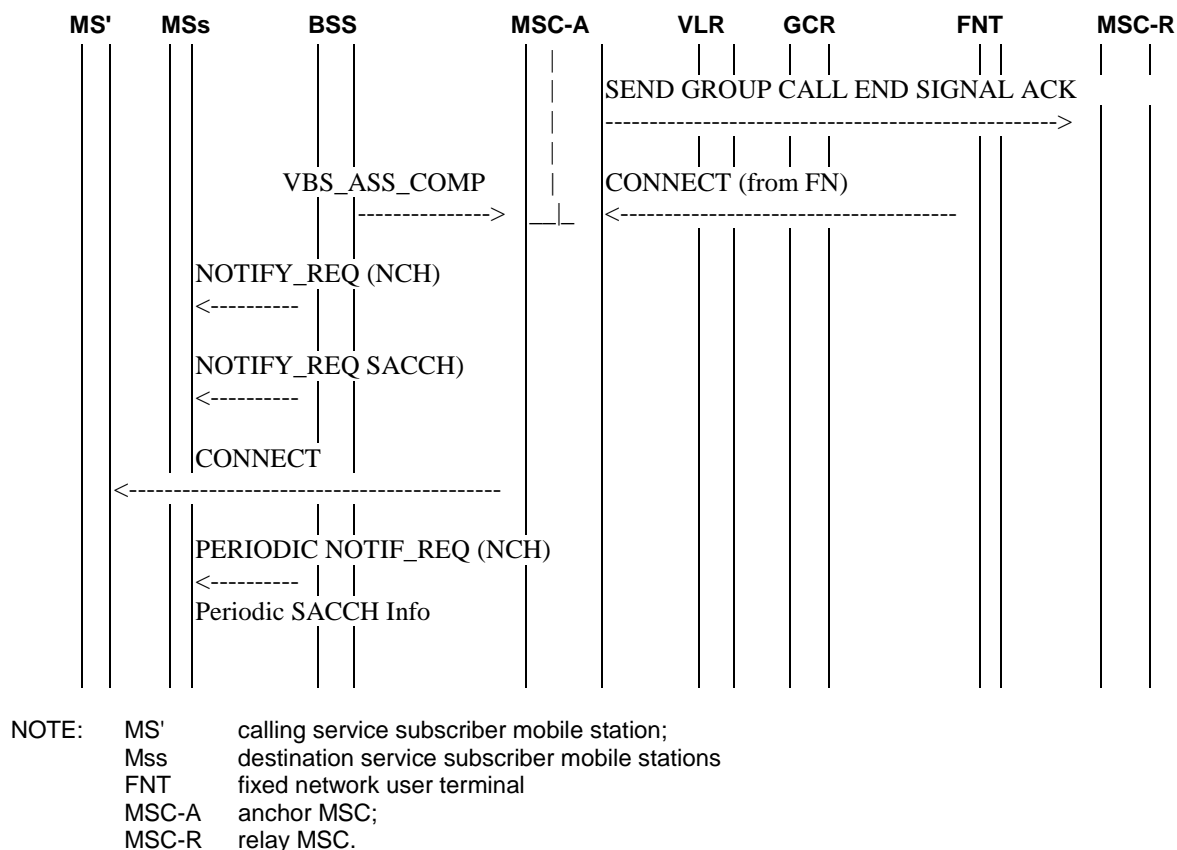 MS' MSs BSS MSC-A VLR GCR FNT MSC-R
SEND GROUP CALL END SIGNAL ACK
--------------------------------------------------->
VBS_ASS_COMP CONNECT (from FN)
---------------> __|_ <--------------------------------------
NOTIFY_REQ (NCH)
<----------
NOTIFY_REQ SACCH)
<----------
CONNECT
<------------------------------------------
PERIODIC NOTIF_REQ (NCH)
<----------
Periodic SACCH Info
NOTE: MS' calling service subscriber mobile station;
Mss destination service subscriber mobile stations
FNT fixed network user terminal
MSC-A anchor MSC;
MSC-R relay MSC.